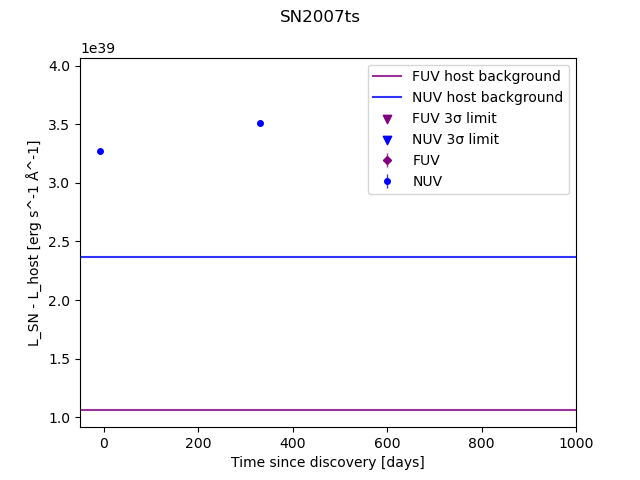 SN2007ts
1e39
4.0
3.5
3.0
2.5
2.0
1.5
1.0
L_SN - L_host [erg s^-1 Å^-1]
FUV host background
NUV host background
FUV 3σ limit
NUV 3σ limit
FUV
NUV
0 200 400 600 800 1000
Time since discovery [days]